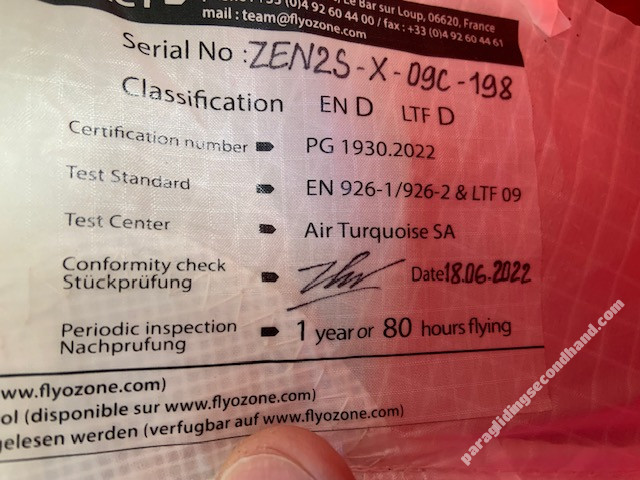 Le Bar sur Loup, 06620, France
+33 (0)4 92 60 44 00 / fax : +33 (0)4 92 60 44 61
mail : team@flyozone.com
Serial No : ZEN2S-X-09C-198
Classification EN D LTF D
Certification number PG 1930.2022
Test Standard EN 926-1/926-2 & LTF 09
Test Center Air Turquoise SA
Conformity check
Stückprüfung Date 18.06.2022
Periodic inspection
Nachprufung 1 year or 80 hours flying
www.flyozone.com)
ol (disponible sur www.flyozone.com)
gelesen werden (verfugbar auf www.flyozone.com)
paraglidingsecondhand.com